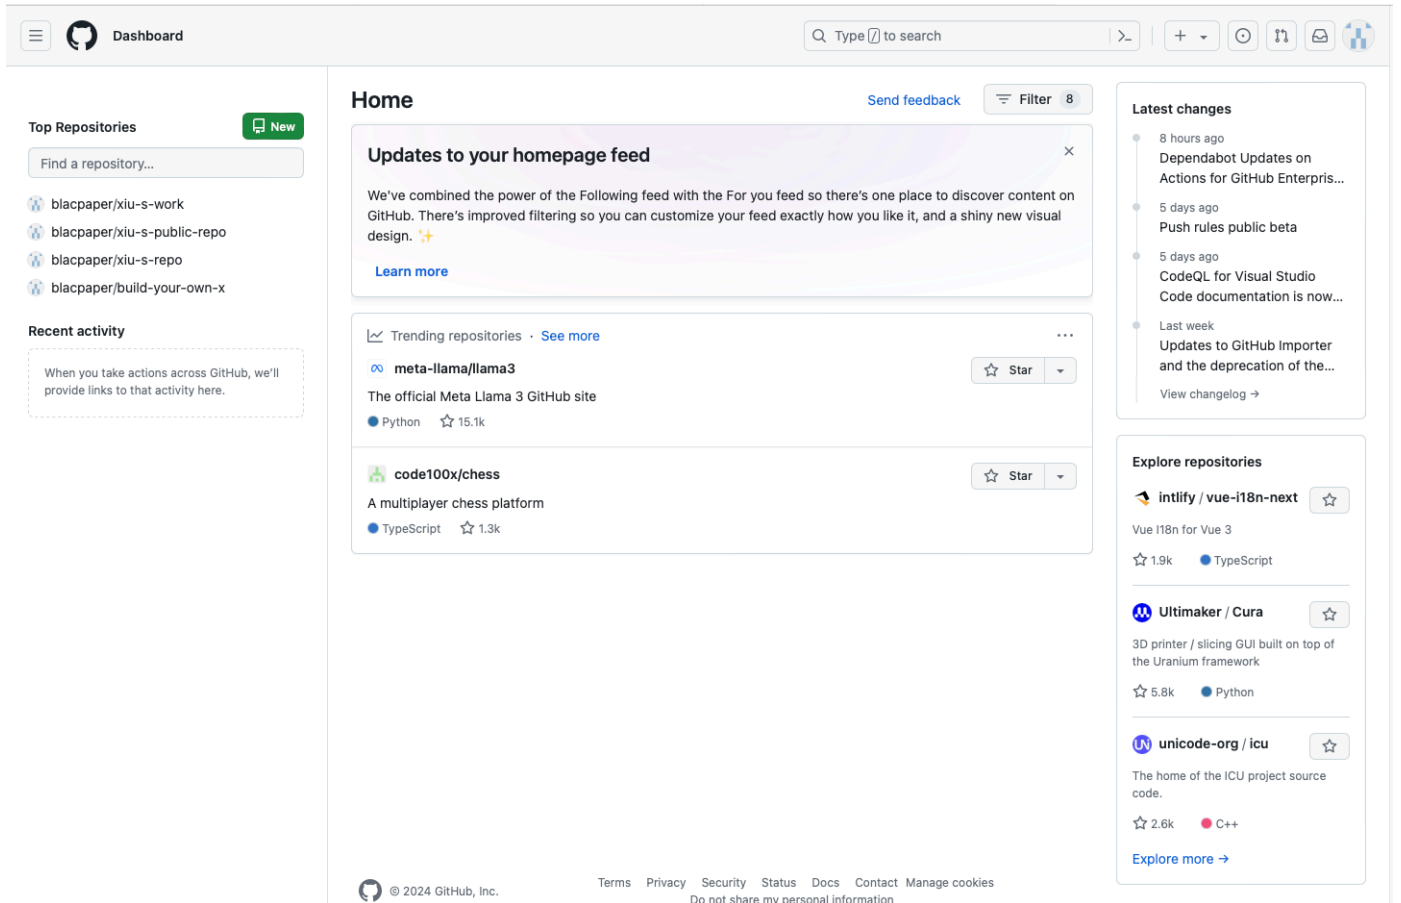 Dashboard
Type / to search
Top Repositories
New
Find a repository...
blacpaper/xiu-s-work
blacpaper/xiu-s-public-repo
blacpaper/xiu-s-repo
blacpaper/build-your-own-x
Recent activity
When you take actions across GitHub, we'll
provide links to that activity here.
Home
Send feedback
Filter 8
Updates to your homepage feed
We've combined the power of the Following feed with the For you feed so there's one place to discover content on
GitHub. There's improved filtering so you can customize your feed exactly how you like it, and a shiny new visual
design. ✨
Learn more
Trending repositories · See more
meta-llama/llama3
Star
The official Meta Llama 3 GitHub site
Python 15.1k
code100x/chess
Star
A multiplayer chess platform
TypeScript 1.3k
Latest changes
8 hours ago
Dependabot Updates on
Actions for GitHub Enterpris...
5 days ago
Push rules public beta
5 days ago
CodeQL for Visual Studio
Code documentation is now...
Last week
Updates to GitHub Importer
and the deprecation of the...
View changelog →
Explore repositories
intlify / vue-i18n-next
Vue I18n for Vue 3
1.9k TypeScript
Ultimaker / Cura
3D printer / slicing GUI built on top of
the Uranium framework
5.8k Python
UN unicode-org / icu
The home of the ICU project source
code.
2.6k C++
Explore more →
© 2024 GitHub, Inc.
Terms Privacy Security Status Docs Contact Manage cookies
Do not share my personal information